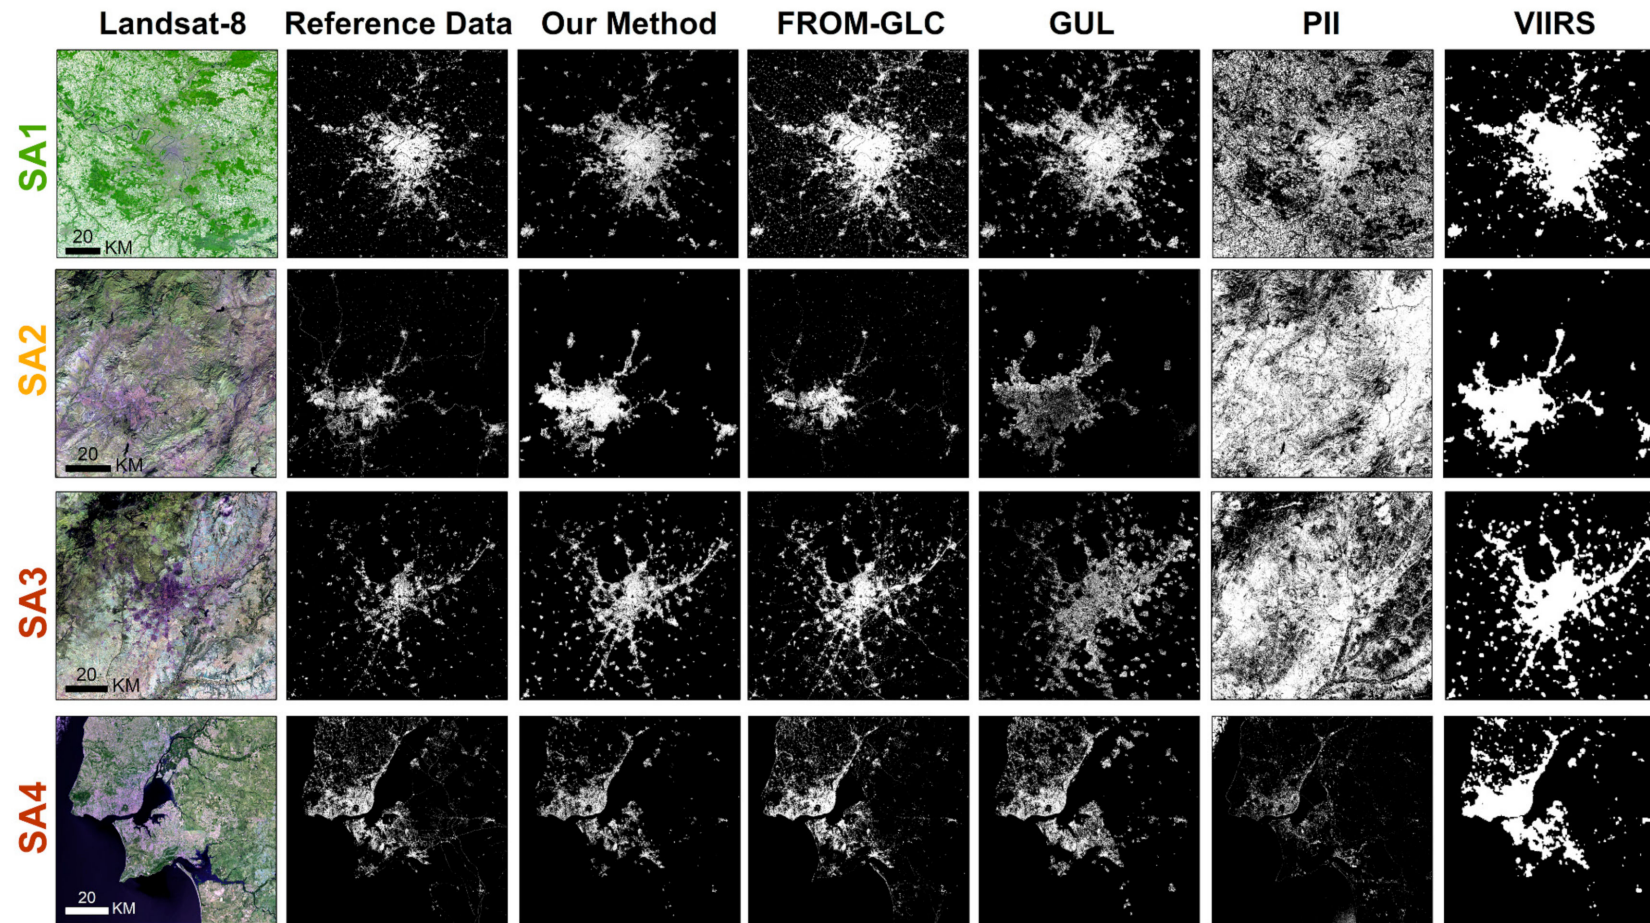 Landsat-8 Reference Data Our Method FROM-GLC GUL PII VIIRS
SA1
20
KM
SA2
20
KM
SA3
20
KM
SA4
20
KM